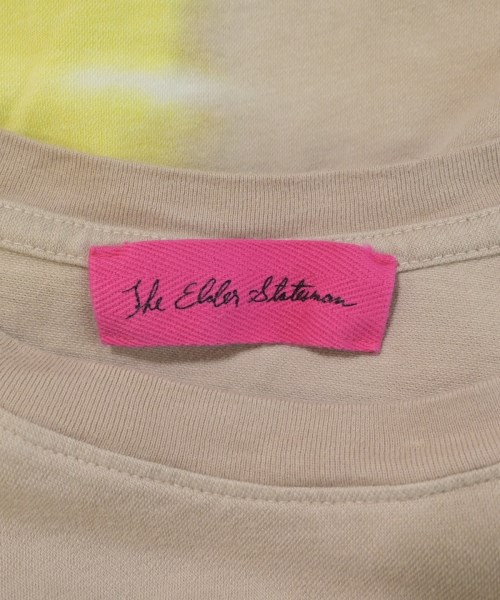 The Elder Statesman